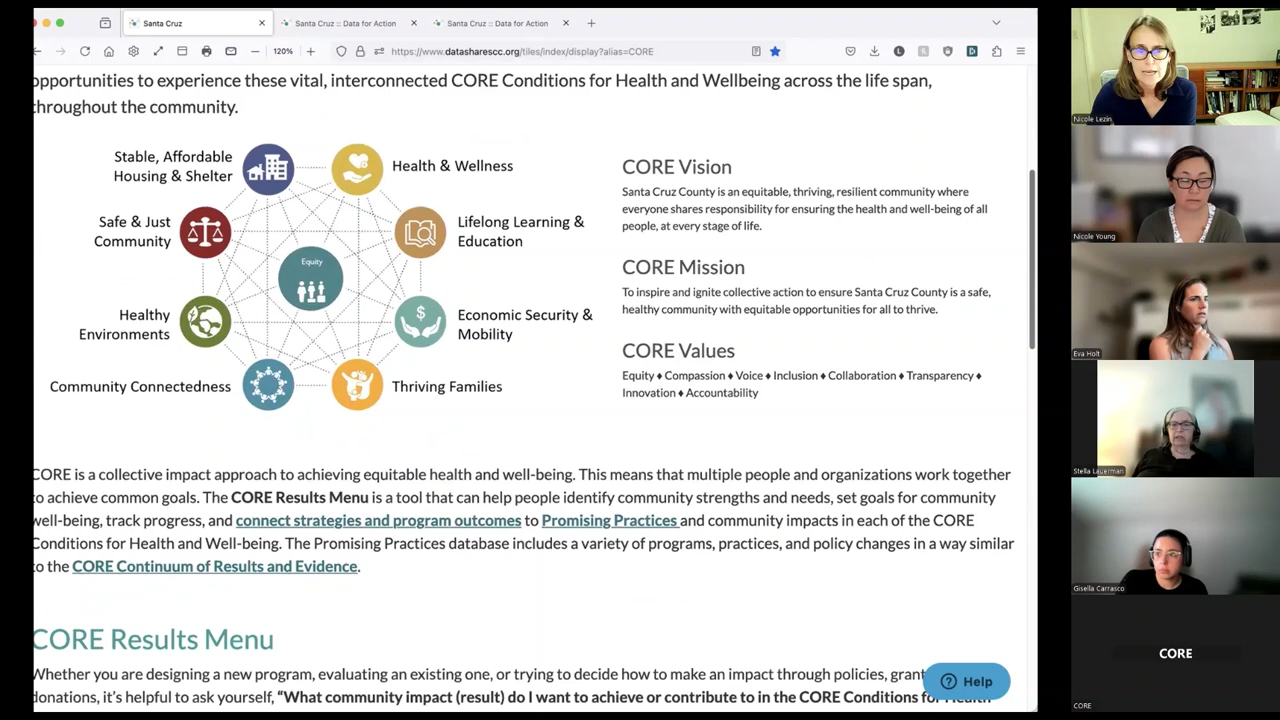 Santa Cruz
Santa Cruz :: Data for Action
Santa Cruz :: Data for Action
120%
https://www.datasharescc.org/tiles/index/display?alias=CORE
opportunities to experience these vital, interconnected CORE Conditions for Health and Wellbeing across the life span,
throughout the community.
Stable, Affordable
Housing & Shelter
Health & Wellness
Safe & Just
Community
Lifelong Learning &
Education
Equity
Healthy
Environments
Economic Security &
Mobility
Community Connectedness
Thriving Families
CORE Vision
Santa Cruz County is an equitable, thriving, resilient community where
everyone shares responsibility for ensuring the health and well-being of all
people, at every stage of life.
CORE Mission
To inspire and ignite collective action to ensure Santa Cruz County is a safe,
healthy community with equitable opportunities for all to thrive.
CORE Values
Equity ♦ Compassion ♦ Voice ♦ Inclusion ♦ Collaboration ♦ Transparency ♦
Innovation ♦ Accountability
CORE is a collective impact approach to achieving equitable health and well-being. This means that multiple people and organizations work together
to achieve common goals. The CORE Results Menu is a tool that can help people identify community strengths and needs, set goals for community
well-being, track progress, and connect strategies and program outcomes to Promising Practices and community impacts in each of the CORE
Conditions for Health and Well-being. The Promising Practices database includes a variety of programs, practices, and policy changes in a way similar
to the CORE Continuum of Results and Evidence.
CORE Results Menu
Whether you are designing a new program, evaluating an existing one, or trying to decide how to make an impact through policies, grant
donations, it's helpful to ask yourself, "What community impact (result) do I want to achieve or contribute to in the CORE Conditions for Health
Help
Nicole Lezin
Nicole Young
Eva Holt
Stella Lauerman
Gisella Carrasco
CORE
CORE